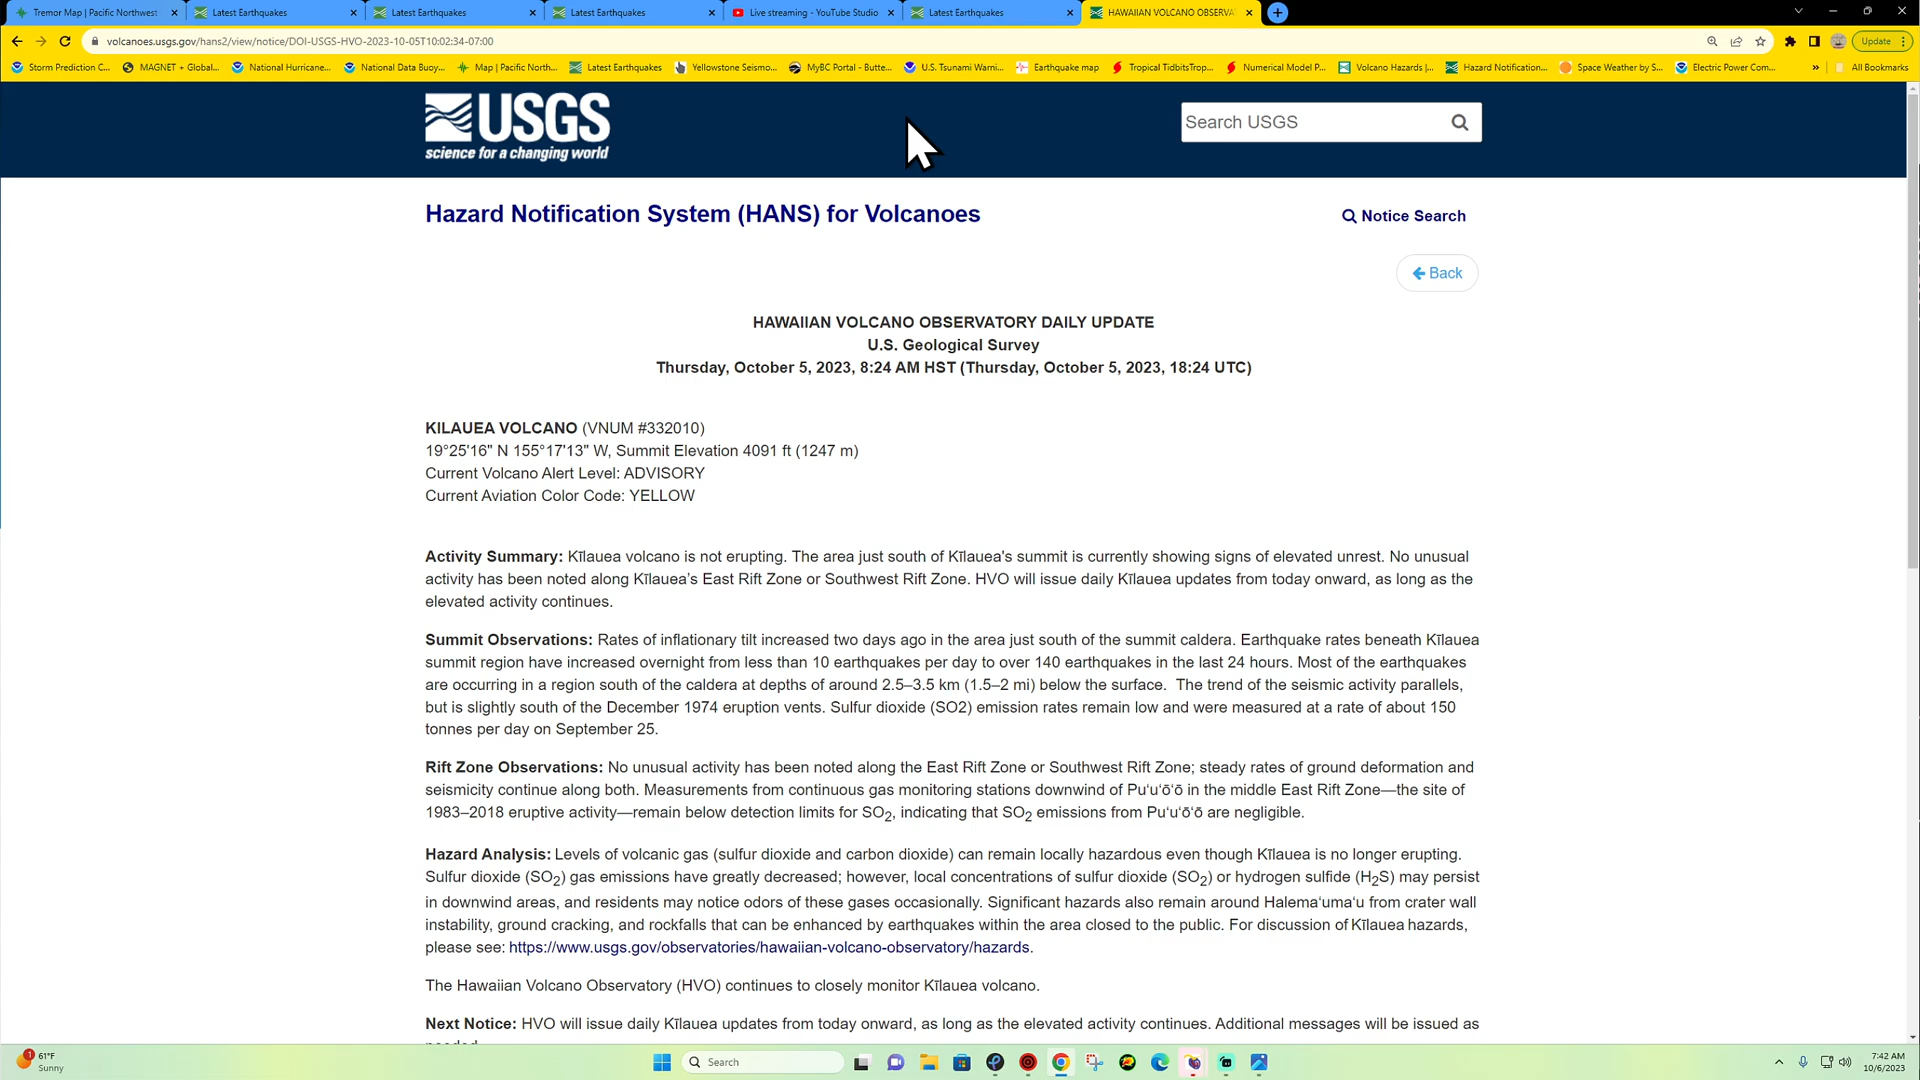 Tremor Map | Pacific Northwest
Latest Earthquakes
Latest Earthquakes
Latest Earthquakes
Live streaming - YouTube Studio
Latest Earthquakes
HAWAIIAN VOLCANO OBSERVA
volcanoes.usgs.gov/hans2/view/notice/DOI-USGS-HVO-2023-10-05T10:02:34-07:00
Update
Storm Prediction C...
MAGNET + Global...
National Hurricane...
National Data Buoy...
Map | Pacific North...
Latest Earthquakes
Yellowstone Seismo...
MyBC Portal - Butte...
U.S. Tsunami Warni...
Earthquake map
Tropical TidbitsTrop...
Numerical Model P...
Volcano Hazards |...
Hazard Notification...
Space Weather by S...
Electric Power Com...
»
All Bookmarks
USGS
science for a changing world
Search USGS
Hazard Notification System (HANS) for Volcanoes
Notice Search
Back
HAWAIIAN VOLCANO OBSERVATORY DAILY UPDATE
U.S. Geological Survey
Thursday, October 5, 2023, 8:24 AM HST (Thursday, October 5, 2023, 18:24 UTC)
KILAUEA VOLCANO (VNUM #332010)
19°25'16" N 155°17'13" W, Summit Elevation 4091 ft (1247 m)
Current Volcano Alert Level: ADVISORY
Current Aviation Color Code: YELLOW
Activity Summary: Kīlauea volcano is not erupting. The area just south of Kīlauea's summit is currently showing signs of elevated unrest. No unusual
activity has been noted along Kīlauea’s East Rift Zone or Southwest Rift Zone. HVO will issue daily Kīlauea updates from today onward, as long as the
elevated activity continues.
Summit Observations: Rates of inflationary tilt increased two days ago in the area just south of the summit caldera. Earthquake rates beneath Kīlauea
summit region have increased overnight from less than 10 earthquakes per day to over 140 earthquakes in the last 24 hours. Most of the earthquakes
are occurring in a region south of the caldera at depths of around 2.5–3.5 km (1.5–2 mi) below the surface. The trend of the seismic activity parallels,
but is slightly south of the December 1974 eruption vents. Sulfur dioxide (SO2) emission rates remain low and were measured at a rate of about 150
tonnes per day on September 25.
Rift Zone Observations: No unusual activity has been noted along the East Rift Zone or Southwest Rift Zone; steady rates of ground deformation and
seismicity continue along both. Measurements from continuous gas monitoring stations downwind of Puʻuʻōʻō in the middle East Rift Zone—the site of
1983–2018 eruptive activity—remain below detection limits for SO2, indicating that SO2 emissions from Puʻuʻōʻō are negligible.
Hazard Analysis: Levels of volcanic gas (sulfur dioxide and carbon dioxide) can remain locally hazardous even though Kīlauea is no longer erupting.
Sulfur dioxide (SO2) gas emissions have greatly decreased; however, local concentrations of sulfur dioxide (SO2) or hydrogen sulfide (H2S) may persist
in downwind areas, and residents may notice odors of these gases occasionally. Significant hazards also remain around Halemaʻumaʻu from crater wall
instability, ground cracking, and rockfalls that can be enhanced by earthquakes within the area closed to the public. For discussion of Kīlauea hazards,
please see: https://www.usgs.gov/observatories/hawaiian-volcano-observatory/hazards.
The Hawaiian Volcano Observatory (HVO) continues to closely monitor Kīlauea volcano.
Next Notice: HVO will issue daily Kīlauea updates from today onward, as long as the elevated activity continues. Additional messages will be issued as
1
61°F
Sunny
Search
7:42 AM
10/6/2023